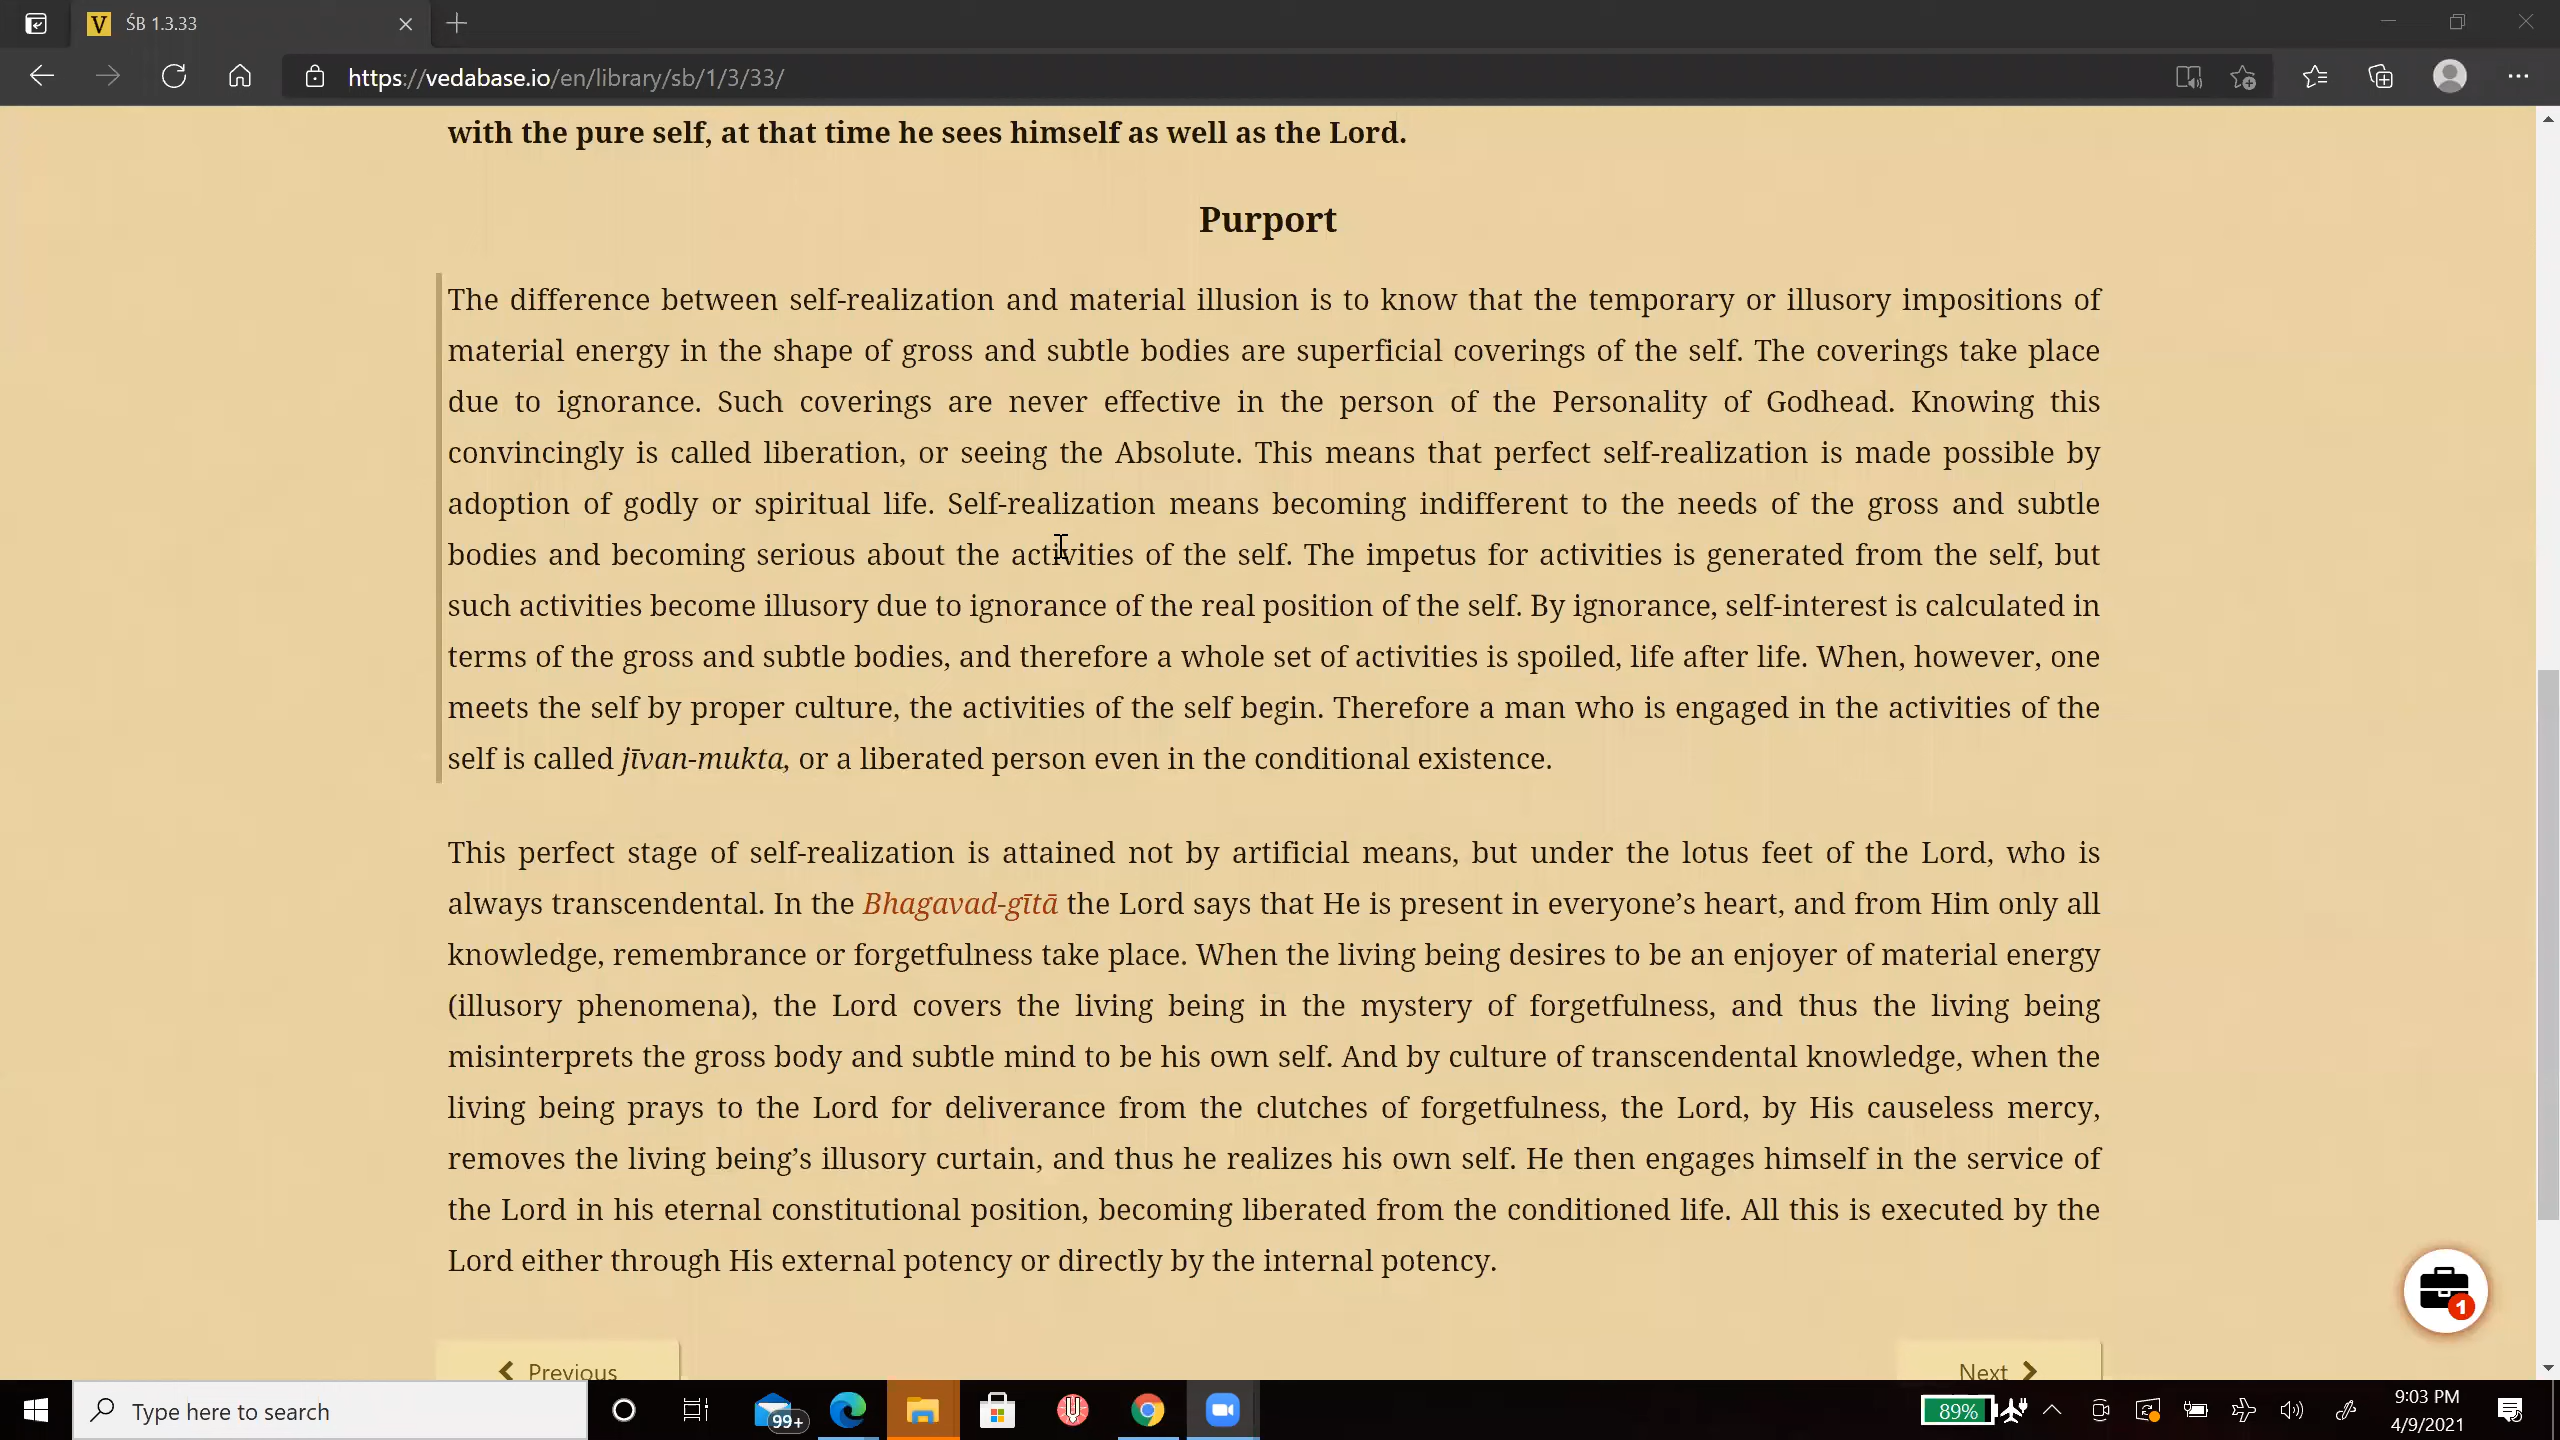 ŚB 1.3.33
https://vedabase.io/en/library/sb/1/3/33/
with the pure self, at that time he sees himself as well as the Lord.
Purport
The difference between self-realization and material illusion is to know that the temporary or illusory impositions of
material energy in the shape of gross and subtle bodies are superficial coverings of the self. The coverings take place
due to ignorance. Such coverings are never effective in the person of the Personality of Godhead. Knowing this
convincingly is called liberation, or seeing the Absolute. This means that perfect self-realization is made possible by
adoption of godly or spiritual life. Self-realization means becoming indifferent to the needs of the gross and subtle
bodies and becoming serious about the activities of the self. The impetus for activities is generated from the self, but
such activities become illusory due to ignorance of the real position of the self. By ignorance, self-interest is calculated in
terms of the gross and subtle bodies, and therefore a whole set of activities is spoiled, life after life. When, however, one
meets the self by proper culture, the activities of the self begin. Therefore a man who is engaged in the activities of the
self is called jīvan-mukta, or a liberated person even in the conditional existence.
This perfect stage of self-realization is attained not by artificial means, but under the lotus feet of the Lord, who is
always transcendental. In the Bhagavad-gītā the Lord says that He is present in everyone’s heart, and from Him only all
knowledge, remembrance or forgetfulness take place. When the living being desires to be an enjoyer of material energy
(illusory phenomena), the Lord covers the living being in the mystery of forgetfulness, and thus the living being
misinterprets the gross body and subtle mind to be his own self. And by culture of transcendental knowledge, when the
living being prays to the Lord for deliverance from the clutches of forgetfulness, the Lord, by His causeless mercy,
removes the living being’s illusory curtain, and thus he realizes his own self. He then engages himself in the service of
the Lord in his eternal constitutional position, becoming liberated from the conditioned life. All this is executed by the
Lord either through His external potency or directly by the internal potency.
1
Previous
Next
Type here to search
99+
89%
9:03 PM
4/9/2021